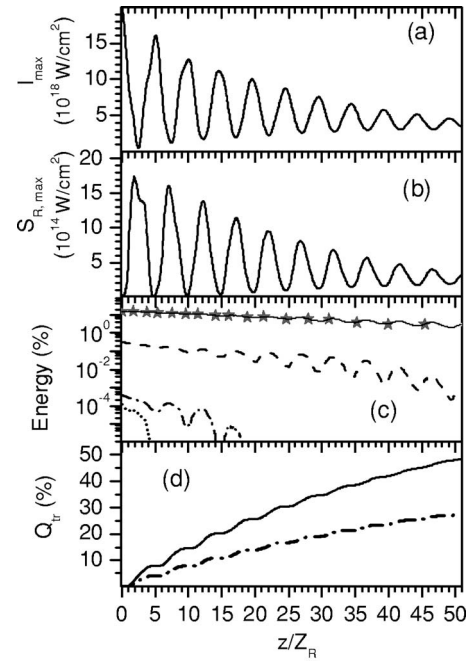 (a)
I_max
(10^18 W/cm^2)
15
10
5
(b)
S_R,max
(10^14 W/cm^2)
20
15
10
5
(c)
Energy (%)
10^0
10^-2
10^-4
(d)
Q_tr (%)
50
40
30
20
10
0 5 10 15 20 25 30 35 40 45 50
z/Z_R